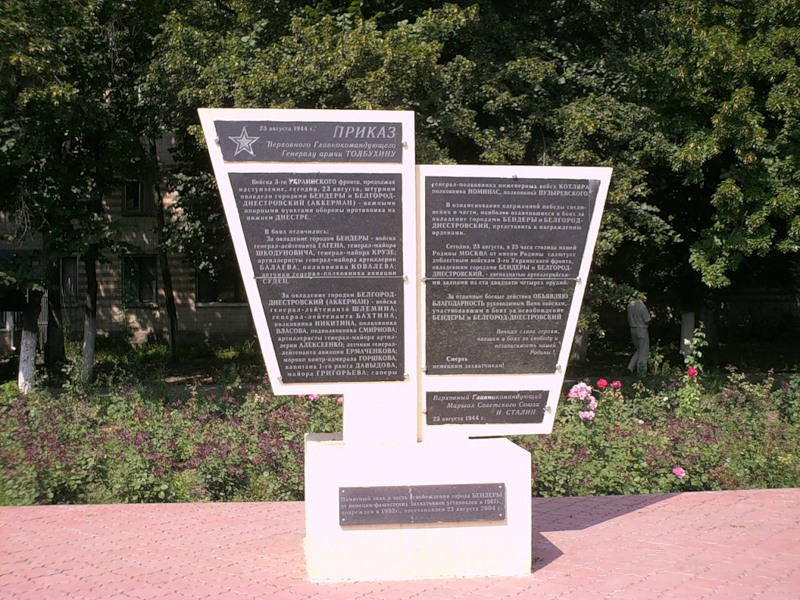 23 августа 1944 г. ПРИКАЗ
Верховного Главнокомандующего
Генералу армии ТОЛБУХИНУ
Войска 3-го УКРАИНСКОГО фронта, продолжая
наступление, сегодня, 23 августа, штурмом
овладели городами БЕНДЕРЫ и БЕЛГОРОД-
ДНЕСТРОВСКИЙ (АККЕРМАН) - важными
опорными пунктами обороны противника на
нижнем ДНЕСТРЕ.
В боях отличились:
За овладение городом БЕНДЕРЫ - войска
генерал-лейтенанта ГАГЕНА, генерал-майора
ШКОДУНОВИЧА, генерал-майора КРУЗЕ;
артиллеристы генерал-майора артиллерии
БАЛАЕВА, полковника КОВАЛЕВА;
летчики генерал-полковника авиации
СУДЕЦ.
За овладение городом БЕЛГОРОД-
ДНЕСТРОВСКИЙ (АККЕРМАН) - войска
генерал-лейтенанта ШЛЕМИНА,
генерал-лейтенанта БАХТИНА,
полковника НИКИТИНА, полковника
ВЛАСОВА, подполковника СМИРНОВА;
артиллеристы генерал-майора артил-
лерии АЛЕКСЕЕНКО; летчики генерал-
лейтенанта авиации ЕРМАЧЕНКОВА;
моряки контр-адмирала ГОРШКОВА,
капитана 1-го ранга ДАВЫДОВА,
майора ГРИГОРЬЕВА; саперы
генерал-полковника инженерных войск КОТЛЯРА,
полковника НОМИНАС, полковника ПУЗЫРЕВСКОГО.
В ознаменование одержанной победы соеди-
нения и части, наиболее отличившиеся в боях за
овладение городами БЕНДЕРЫ и БЕЛГОРОД-
ДНЕСТРОВСКИЙ, представить к награждению
орденами.
Сегодня, 23 августа, в 23 часа столица нашей
Родины МОСКВА от имени Родины салютует
доблестным войскам 3-го Украинского фронта,
овладевшим городами БЕНДЕРЫ и БЕЛГОРОД-
ДНЕСТРОВСКИЙ, - двенадцатью артиллерийски-
ми залпами из ста двадцати четырех орудий.
За отличные боевые действия ОБЪЯВЛЯЮ
БЛАГОДАРНОСТЬ руководимым Вами войскам,
участвовавшим в боях за освобождение
БЕНДЕРЫ и БЕЛГОРОД-ДНЕСТРОВСКИЙ.
Вечная слава героям,
павшим в боях за свободу и
независимость нашей
Родины!
Смерть
немецким захватчикам!
Верховный Главнокомандующий
Маршал Советского Союза
И. СТАЛИН.
23 августа 1944 г.
Памятный знак в честь освобождения города БЕНДЕРЫ
от немецко-фашистских захватчиков установлен в 1967г.,
поврежден в 1992г., восстановлен 23 августа 2004 г.